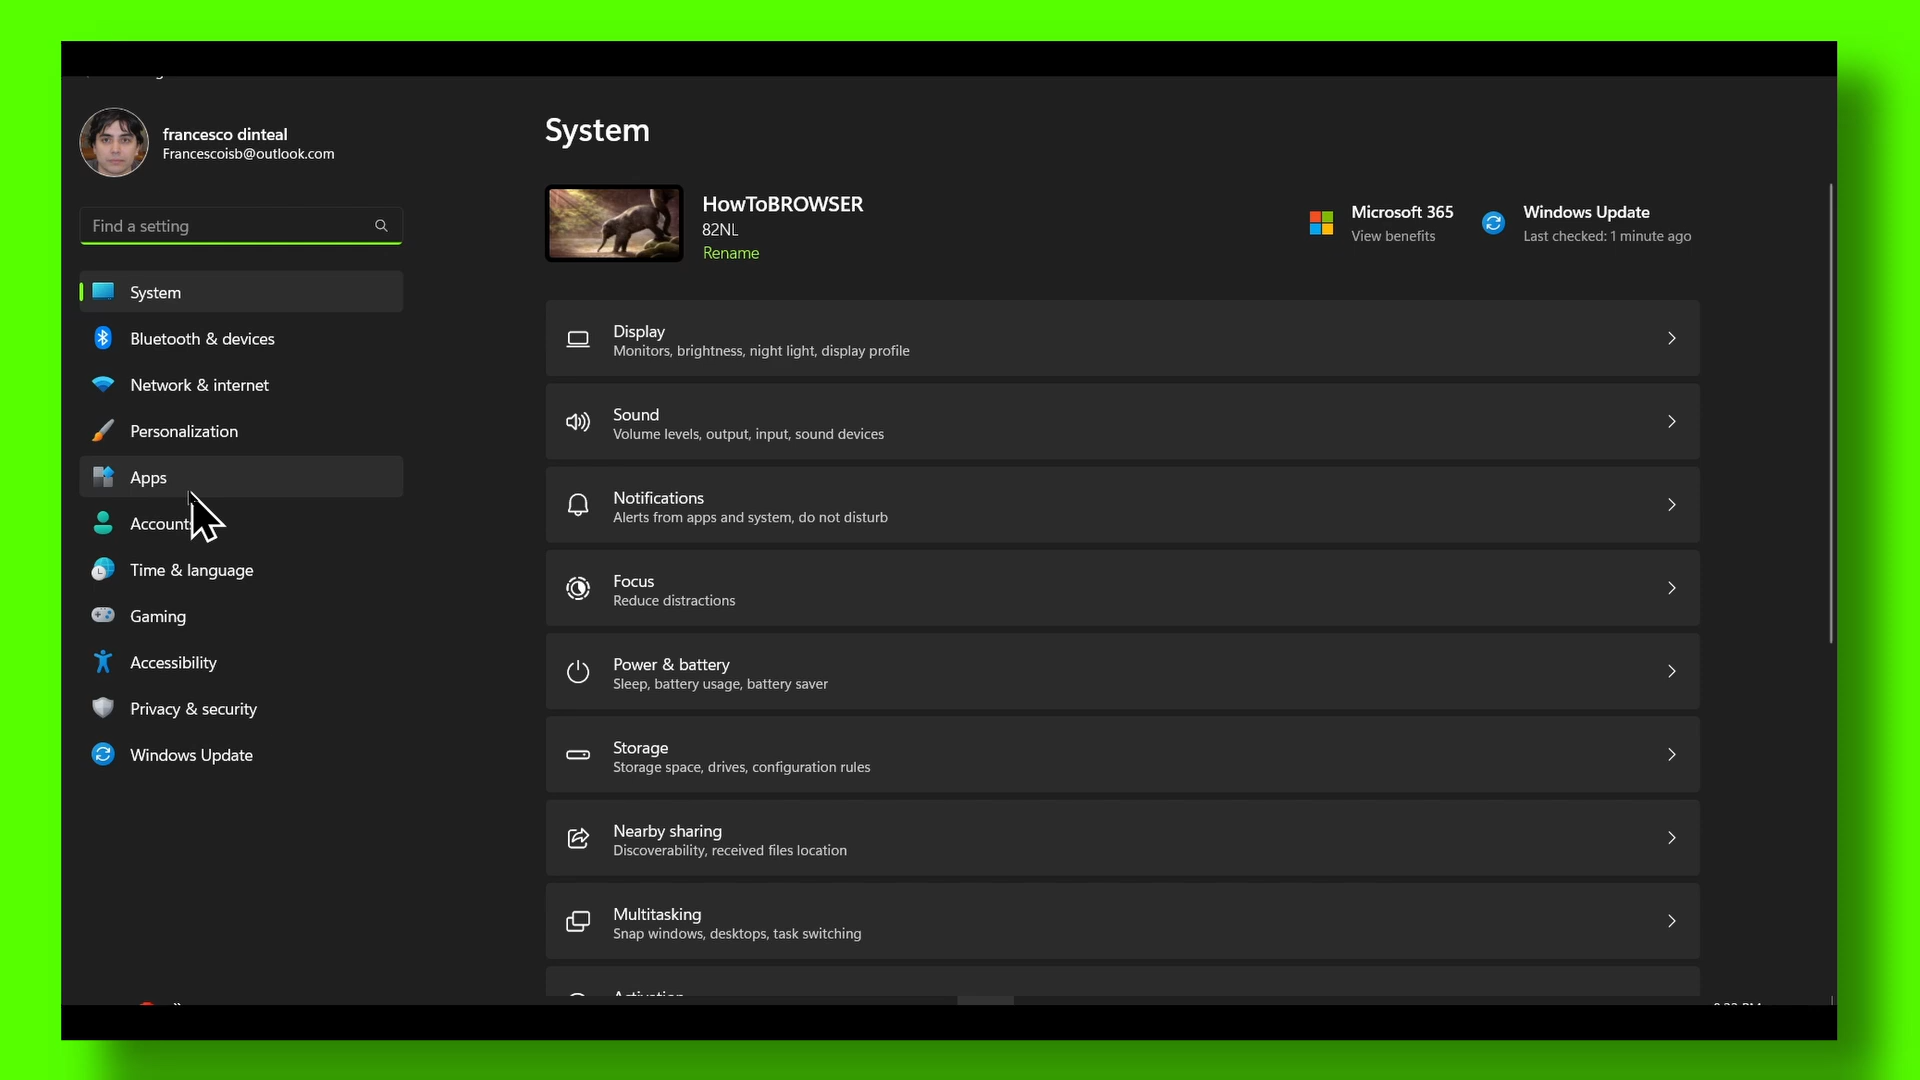 francesco dinteal
Francescoisb@outlook.com
Find a setting
System
Bluetooth & devices
Network & internet
Personalization
Apps
Accounts
Time & language
Gaming
Accessibility
Privacy & security
Windows Update
System
HowToBROWSER
82NL
Rename
Microsoft 365
View benefits
Windows Update
Last checked: 1 minute ago
Display
Monitors, brightness, night light, display profile
Sound
Volume levels, output, input, sound devices
Notifications
Alerts from apps and system, do not disturb
Focus
Reduce distractions
Power & battery
Sleep, battery usage, battery saver
Storage
Storage space, drives, configuration rules
Nearby sharing
Discoverability, received files location
Multitasking
Snap windows, desktops, task switching
Activation